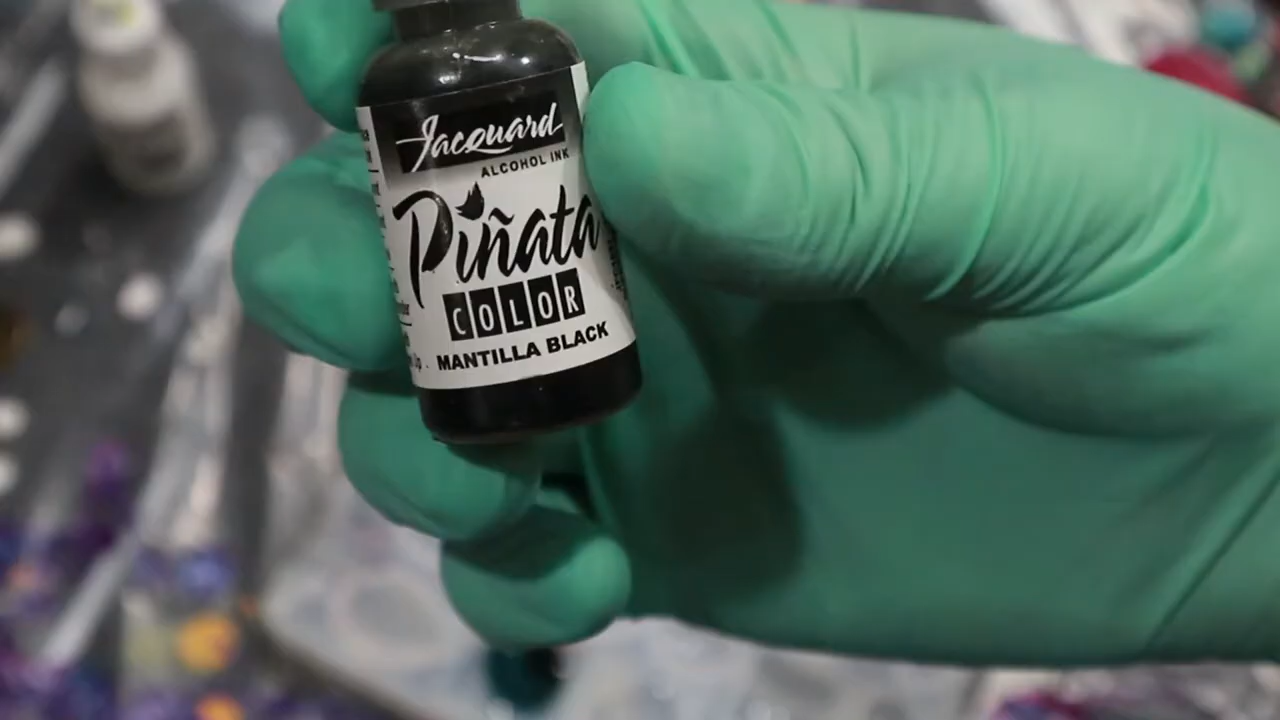 Jacquard
ALCOHOL INK
Piñata
COLOR
MANTILLA BLACK